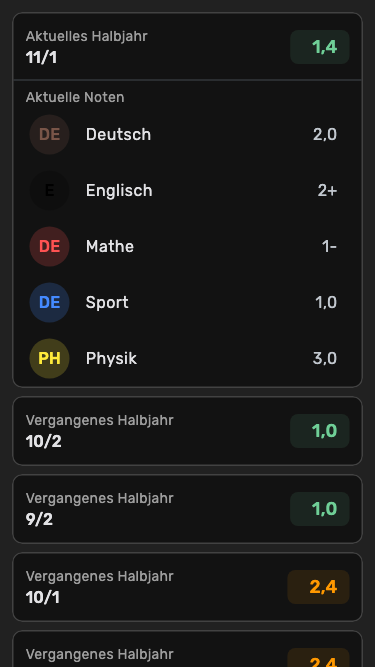 Aktuelles Halbjahr
11/1
1,4
Aktuelle Noten
DE Deutsch 2,0
E Englisch 2+
DE Mathe 1-
DE Sport 1,0
PH Physik 3,0
Vergangenes Halbjahr
10/2
1,0
Vergangenes Halbjahr
9/2
1,0
Vergangenes Halbjahr
10/1
2,4
Vergangenes Halbjahr
2,4